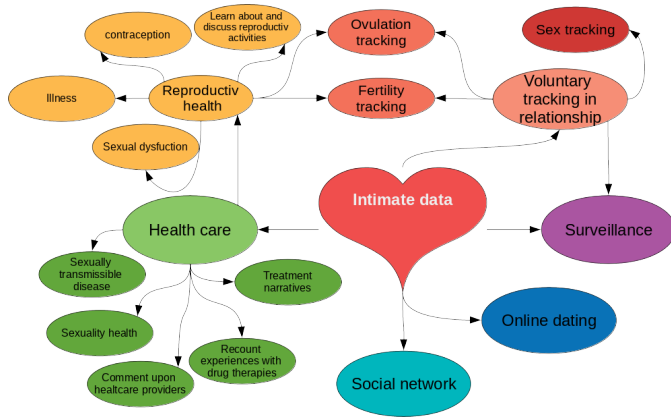 Learn about and
discuss reproductiv
activities
contraception
Ovulation
tracking
Sex tracking
Illness
Reproductiv
health
Fertility
tracking
Voluntary
tracking in
relationship
Sexual dysfuction
Intimate data
Health care
Surveillance
Sexually
transmissible
disease
Treatment
narratives
Sexuality health
Online dating
Recount
experiences with
drug therapies
Comment upon
healtcare providers
Social network